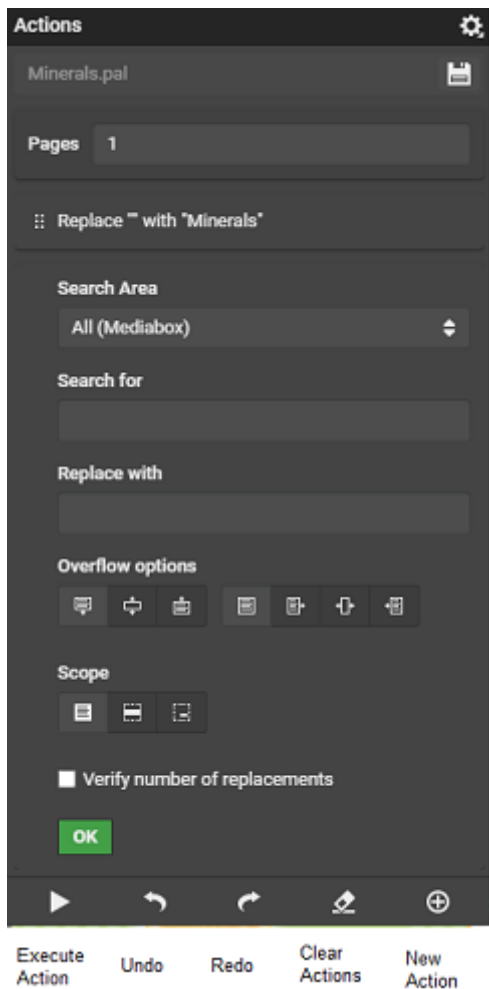 Actions
Minerals.pal
Pages 1
Replace "" with "Minerals"
Search Area
All (Mediabox)
Search for
Replace with
Overflow options
Scope
Verify number of replacements
OK
Execute Action
Undo
Redo
Clear Actions
New Action